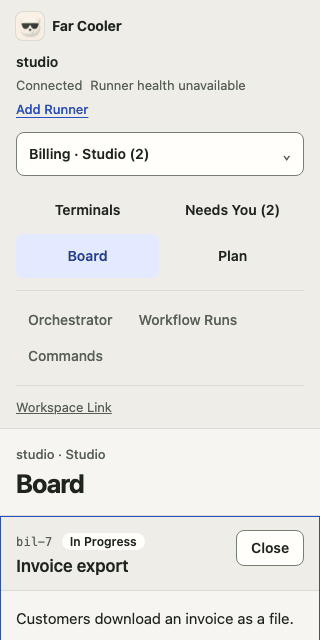 Far Cooler
studio
Connected Runner health unavailable
Add Runner
Billing · Studio (2)
Terminals Needs You (2)
Board Plan
Orchestrator Workflow Runs
Commands
Workspace Link
studio · Studio
Board
bil-7 In Progress Close
Invoice export
Customers download an invoice as a file.